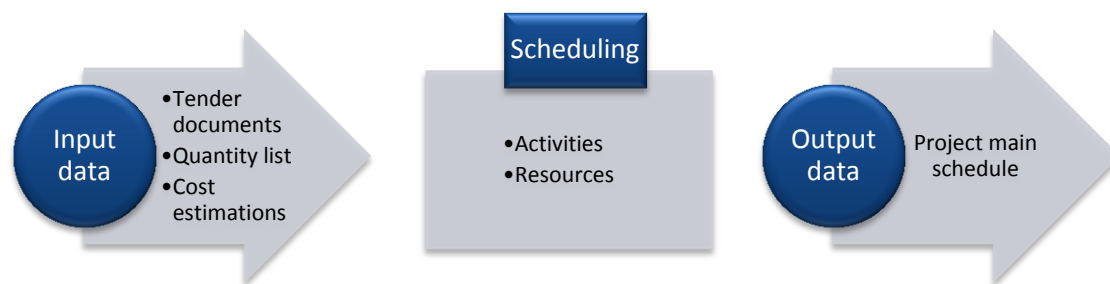 Input
data
•Tender
documents
•Quantity list
•Cost
estimations
Scheduling
•Activities
•Resources
Output
data
Project main
schedule